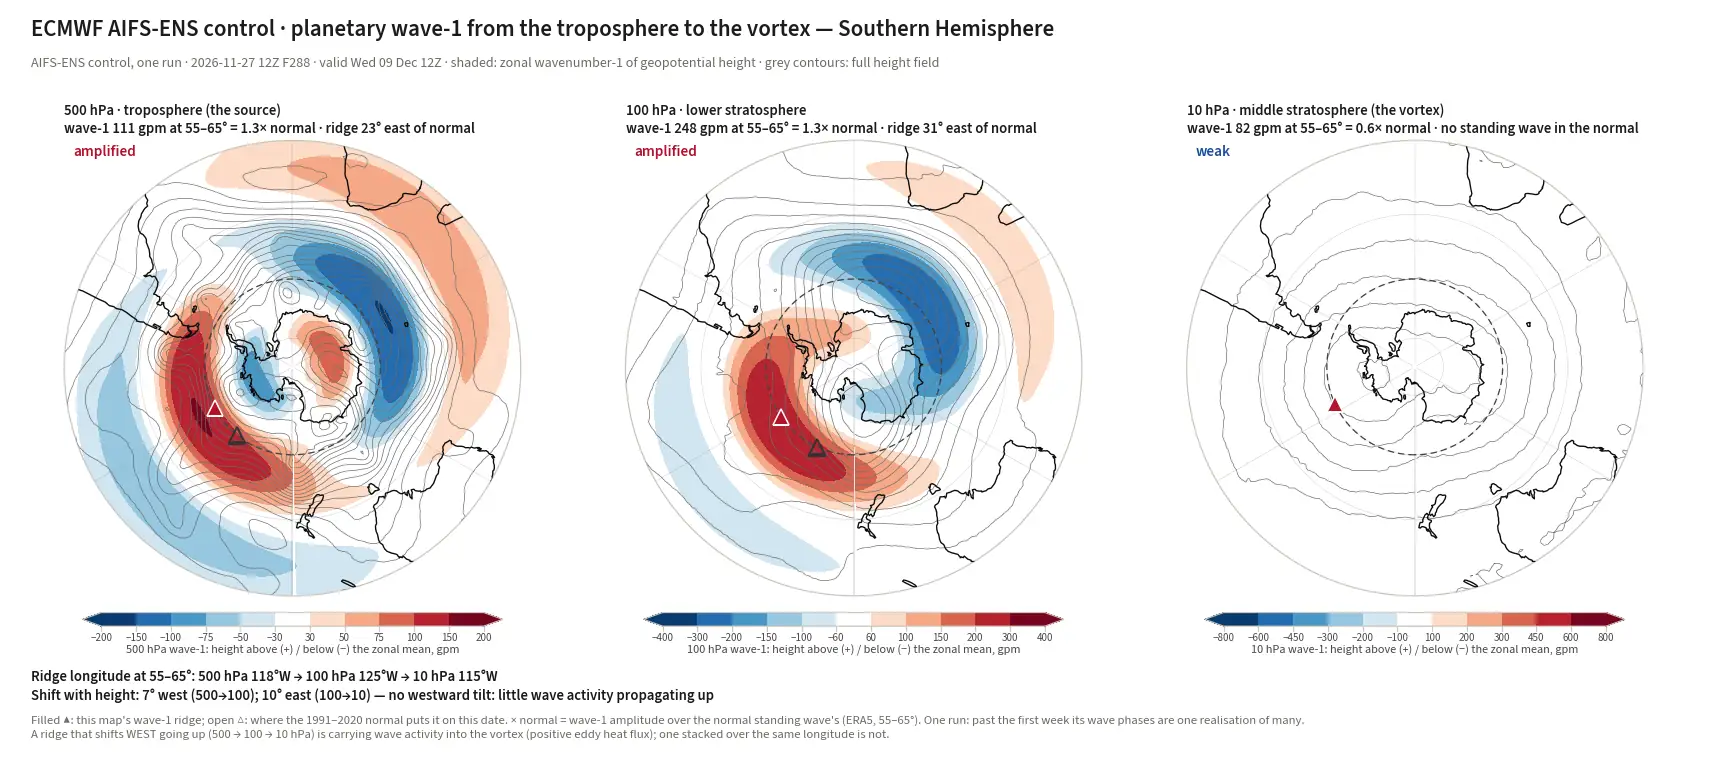 ECMWF AIFS-ENS control · planetary wave-1 from the troposphere to the vortex — Southern Hemisphere
AIFS-ENS control, one run · 2026-11-27 12Z F288 · valid Wed 09 Dec 12Z · shaded: zonal wavenumber-1 of geopotential height · grey contours: full height field
500 hPa · troposphere (the source)
wave-1 111 gpm at 55–65° = 1.3× normal · ridge 23° east of normal
amplified
100 hPa · lower stratosphere
wave-1 248 gpm at 55–65° = 1.3× normal · ridge 31° east of normal
amplified
10 hPa · middle stratosphere (the vortex)
wave-1 82 gpm at 55–65° = 0.6× normal · no standing wave in the normal
weak
−200 −150 −100 −75 −50 −30 30 50 75 100 150 200
500 hPa wave-1: height above (+) / below (−) the zonal mean, gpm
−400 −300 −200 −150 −100 −60 60 100 150 200 300 400
100 hPa wave-1: height above (+) / below (−) the zonal mean, gpm
−800 −600 −450 −300 −200 −100 100 200 300 450 600 800
10 hPa wave-1: height above (+) / below (−) the zonal mean, gpm
Ridge longitude at 55–65°: 500 hPa 118°W → 100 hPa 125°W → 10 hPa 115°W
Shift with height: 7° west (500→100); 10° east (100→10) — no westward tilt: little wave activity propagating up
Filled ▲: this map's wave-1 ridge; open △: where the 1991–2020 normal puts it on this date. × normal = wave-1 amplitude over the normal standing wave's (ERA5, 55–65°). One run: past the first week its wave phases are one realisation of many.
A ridge that shifts WEST going up (500 → 100 → 10 hPa) is carrying wave activity into the vortex (positive eddy heat flux); one stacked over the same longitude is not.